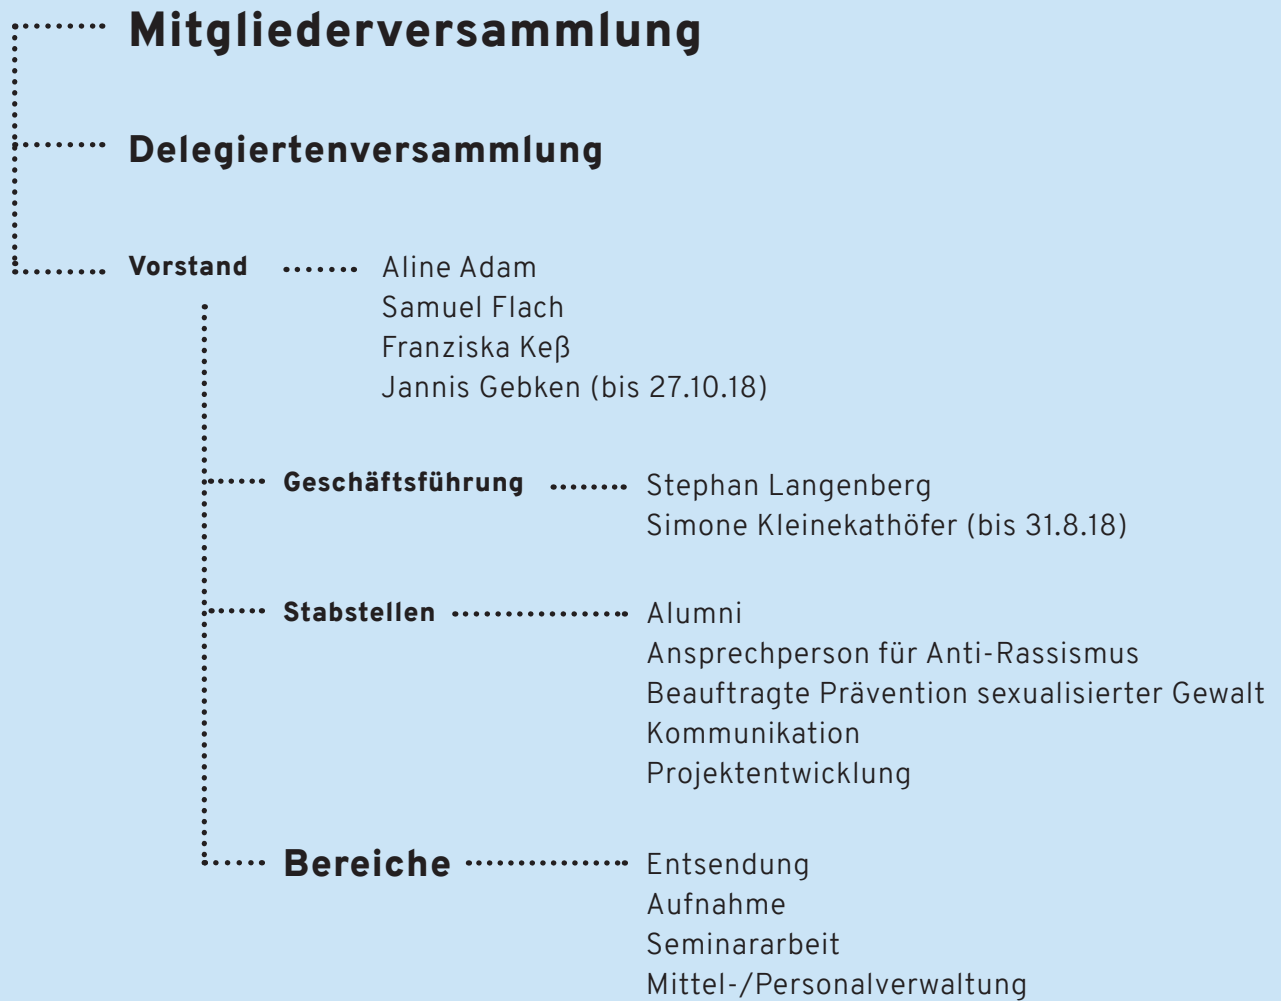 Mitgliederversammlung
Delegiertenversammlung
Vorstand Aline Adam
Samuel Flach
Franziska Keß
Jannis Gebken (bis 27.10.18)
Geschäftsführung Stephan Langenberg
Simone Kleinekathöfer (bis 31.8.18)
Stabstellen Alumni
Ansprechperson für Anti-Rassismus
Beauftragte Prävention sexualisierter Gewalt
Kommunikation
Projektentwicklung
Bereiche Entsendung
Aufnahme
Seminararbeit
Mittel-/Personalverwaltung